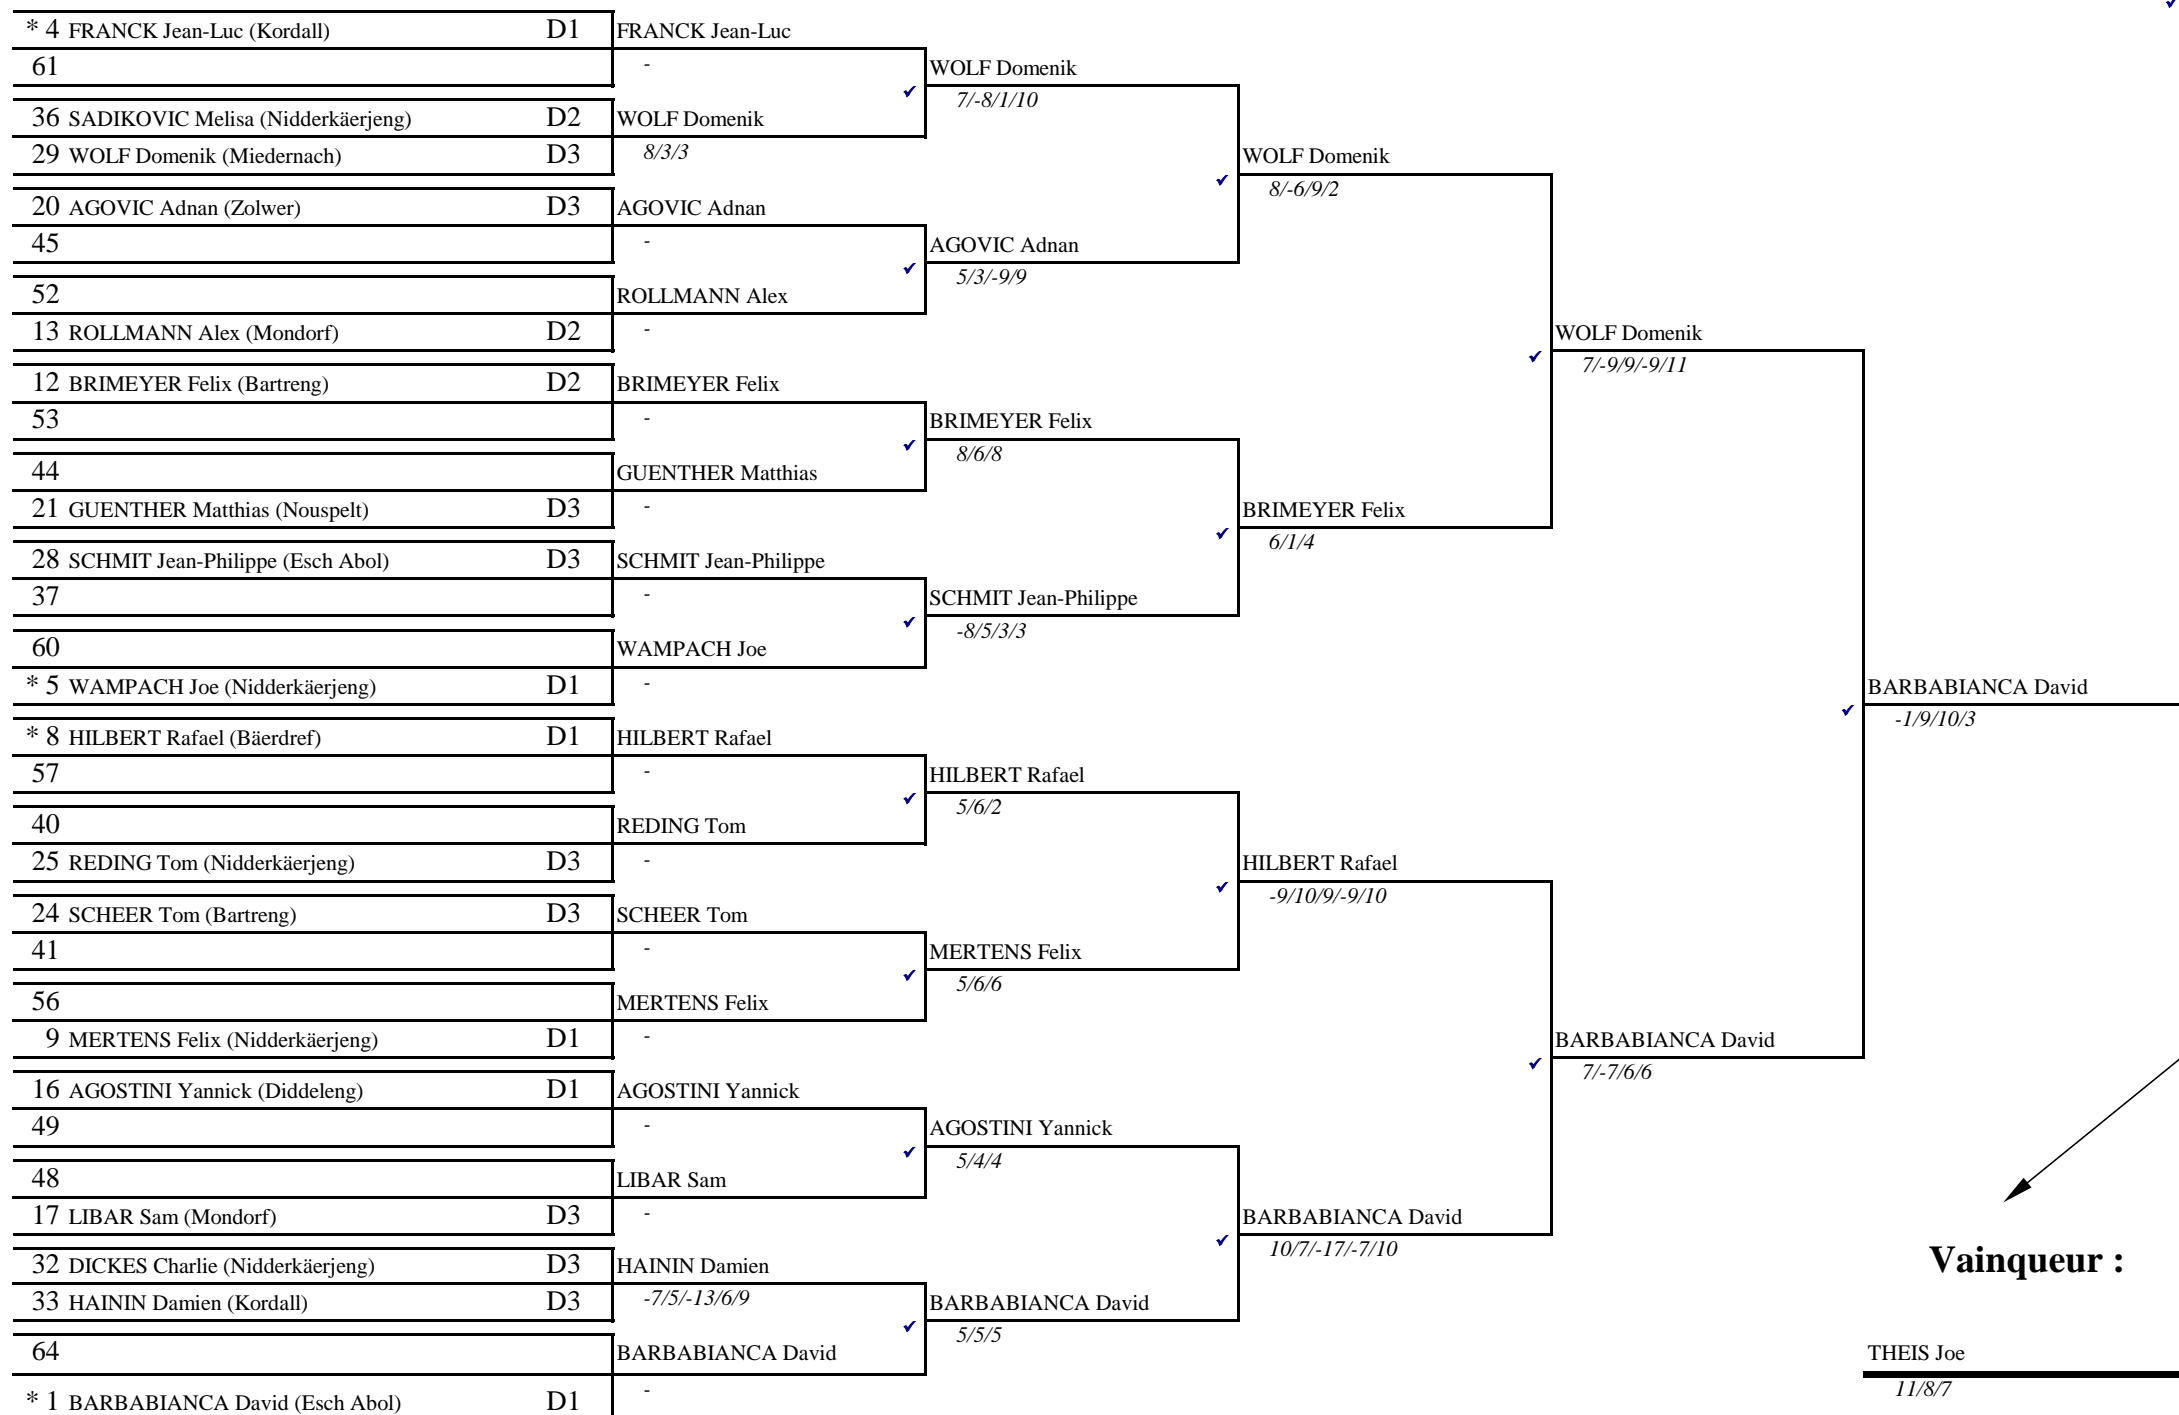 * 4 FRANCK Jean-Luc (Kordall) D1 FRANCK Jean-Luc
61 - WOLF Domenik
7/-8/1/10
36 SADIKOVIC Melisa (Nidderkäerjeng) D2 WOLF Domenik
29 WOLF Domenik (Miedernach) D3 8/3/3 WOLF Domenik
8/-6/9/2
20 AGOVIC Adnan (Zolwer) D3 AGOVIC Adnan
45 - AGOVIC Adnan
5/3/-9/9
52 ROLLMANN Alex
13 ROLLMANN Alex (Mondorf) D2 - WOLF Domenik
7/-9/9/-9/11
12 BRIMEYER Felix (Bartreng) D2 BRIMEYER Felix
53 - BRIMEYER Felix
8/6/8
44 GUENTHER Matthias
21 GUENTHER Matthias (Nouspelt) D3 - BRIMEYER Felix
6/1/4
28 SCHMIT Jean-Philippe (Esch Abol) D3 SCHMIT Jean-Philippe
37 - SCHMIT Jean-Philippe
-8/5/3/3
60 WAMPACH Joe
* 5 WAMPACH Joe (Nidderkäerjeng) D1 - BARBABIANCA David
-1/9/10/3
* 8 HILBERT Rafael (Bäerdref) D1 HILBERT Rafael
57 - HILBERT Rafael
5/6/2
40 REDING Tom
25 REDING Tom (Nidderkäerjeng) D3 - HILBERT Rafael
-9/10/9/-9/10
24 SCHEER Tom (Bartreng) D3 SCHEER Tom
41 - MERTENS Felix
5/6/6
56 MERTENS Felix
9 MERTENS Felix (Nidderkäerjeng) D1 - BARBABIANCA David
7/-7/6/6
16 AGOSTINI Yannick (Diddeleng) D1 AGOSTINI Yannick
49 - AGOSTINI Yannick
5/4/4
48 LIBAR Sam
17 LIBAR Sam (Mondorf) D3 - BARBABIANCA David
10/7/-17/-7/10
32 DICKES Charlie (Nidderkäerjeng) D3 HAININ Damien Vainqueur :
33 HAININ Damien (Kordall) D3 -7/5/-13/6/9 BARBABIANCA David
5/5/5
64 BARBABIANCA David THEIS Joe
* 1 BARBABIANCA David (Esch Abol) D1 - 11/8/7